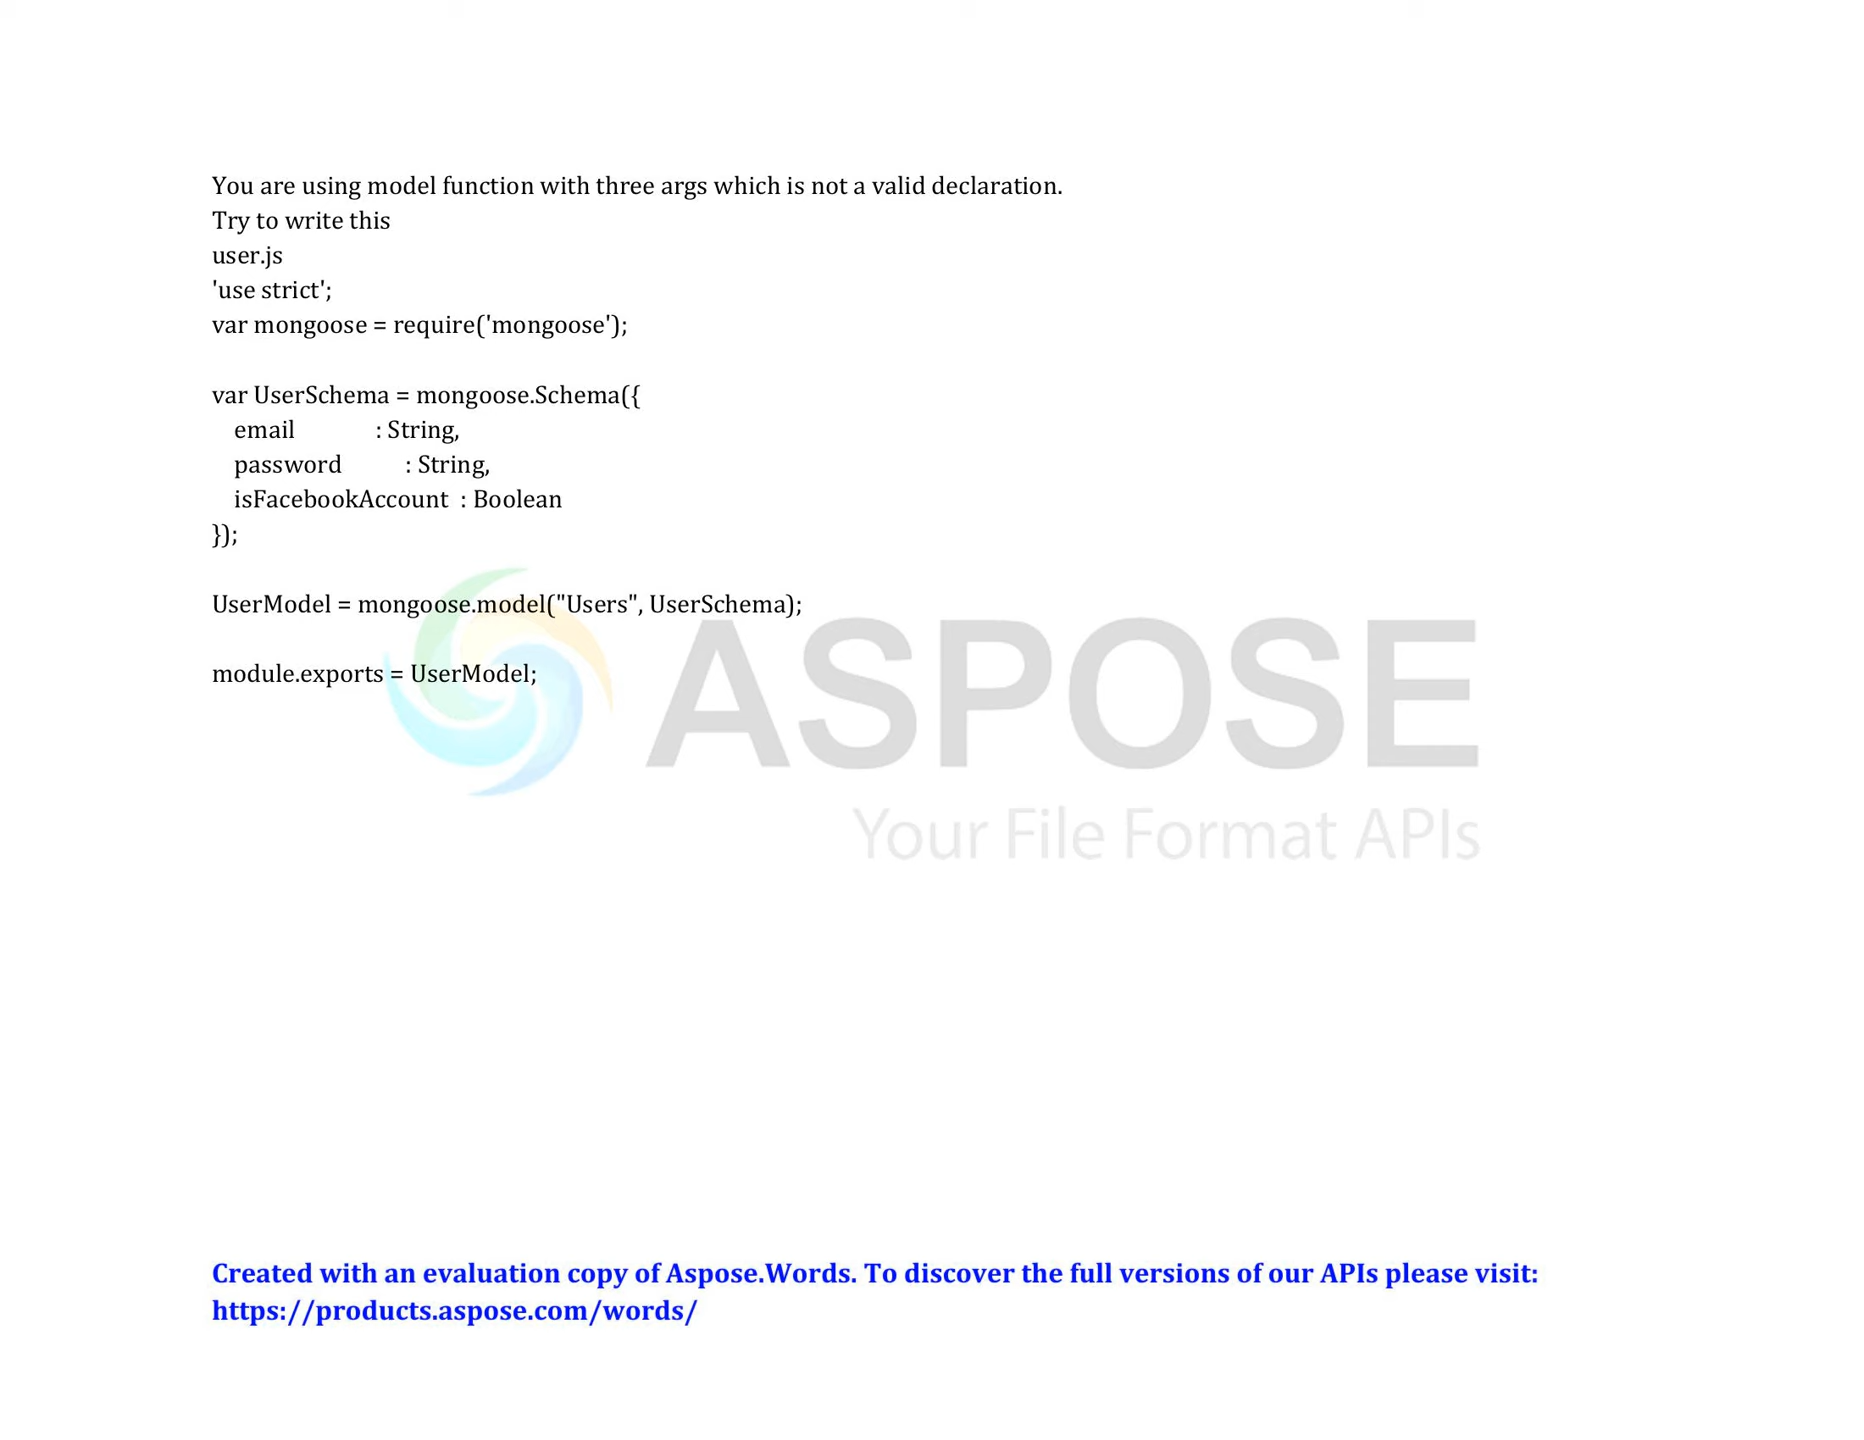 You are using model function with three args which is not a valid declaration.
Try to write this
user.js
'use strict';
var mongoose = require('mongoose');

var UserSchema = mongoose.Schema({
    email             : String,
    password          : String,
    isFacebookAccount  : Boolean
});

UserModel = mongoose.model("Users", UserSchema);

module.exports = UserModel;
ASPOSE
Your File Format APIs
Created with an evaluation copy of Aspose.Words. To discover the full versions of our APIs please visit:
https://products.aspose.com/words/